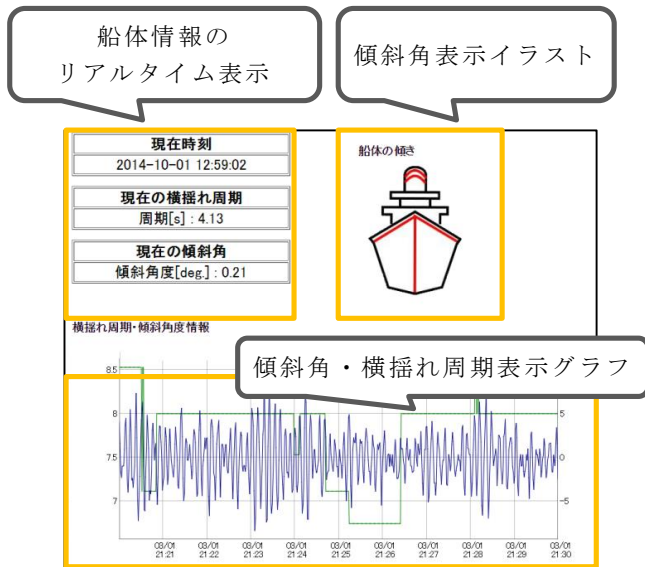 船体情報の
リアルタイム表示
傾斜角表示イラスト
現在時刻
2014-10-01 12:59:02
現在の横揺れ周期
周期[s] : 4.13
現在の傾斜角
傾斜角度[deg.] : 0.21
船体の傾き
横揺れ周期・傾斜角度情報
傾斜角・横揺れ周期表示グラフ
8.5
8
7.5
7
5
0
-5
03/01 03/01 03/01 03/01 03/01 03/01 03/01 03/01 03/01 03/01
21:21 21:22 21:23 21:24 21:25 21:26 21:27 21:28 21:29 21:30